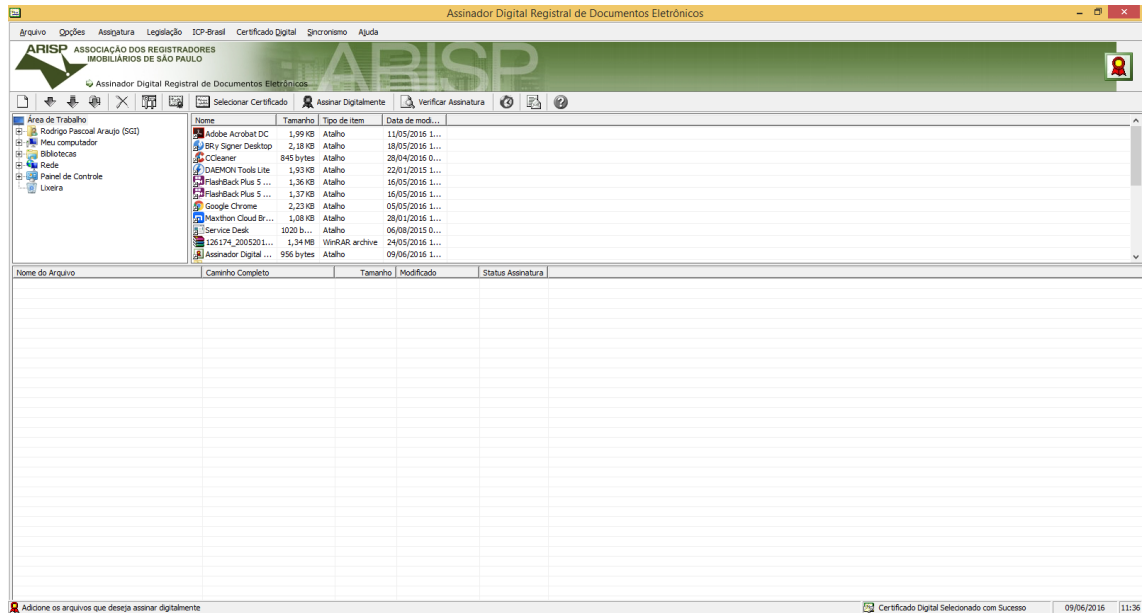 Assinador Digital Registral de Documentos Eletrônicos
Arquivo Opções Assinatura Legislação ICP-Brasil Certificado Digital Sincronismo Ajuda
ARISP ASSOCIAÇÃO DOS REGISTRADORES
IMOBILIÁRIOS DE SÃO PAULO
ARISP
Assinador Digital Registral de Documentos Eletrônicos
Selecionar Certificado Assinar Digitalmente Verificar Assinatura
Área de Trabalho
Rodrigo Pascoal Araujo (SGI)
Meu computador
Bibliotecas
Rede
Painel de Controle
Lixeira
Nome Tamanho Tipo de item Data de modi...
Adobe Acrobat DC 1,99 KB Atalho 11/05/2016 1...
BRy Signer Desktop 2,18 KB Atalho 18/05/2016 1...
CCleaner 845 bytes Atalho 28/04/2016 0...
DAEMON Tools Lite 1,93 KB Atalho 22/01/2015 1...
FlashBack Plus 5 ... 1,36 KB Atalho 16/05/2016 1...
FlashBack Plus 5 ... 1,37 KB Atalho 16/05/2016 1...
Google Chrome 2,23 KB Atalho 05/05/2016 1...
Maxthon Cloud Br... 1,08 KB Atalho 28/01/2016 1...
Service Desk 1020 b... Atalho 06/08/2015 0...
126174_2005201... 1,34 MB WinRAR archive 24/05/2016 1...
Assinador Digital ... 956 bytes Atalho 09/06/2016 1...
Nome do Arquivo Caminho Completo Tamanho Modificado Status Assinatura
Adicione os arquivos que deseja assinar digitalmente Certificado Digital Selecionado com Sucesso 09/06/2016 11:36